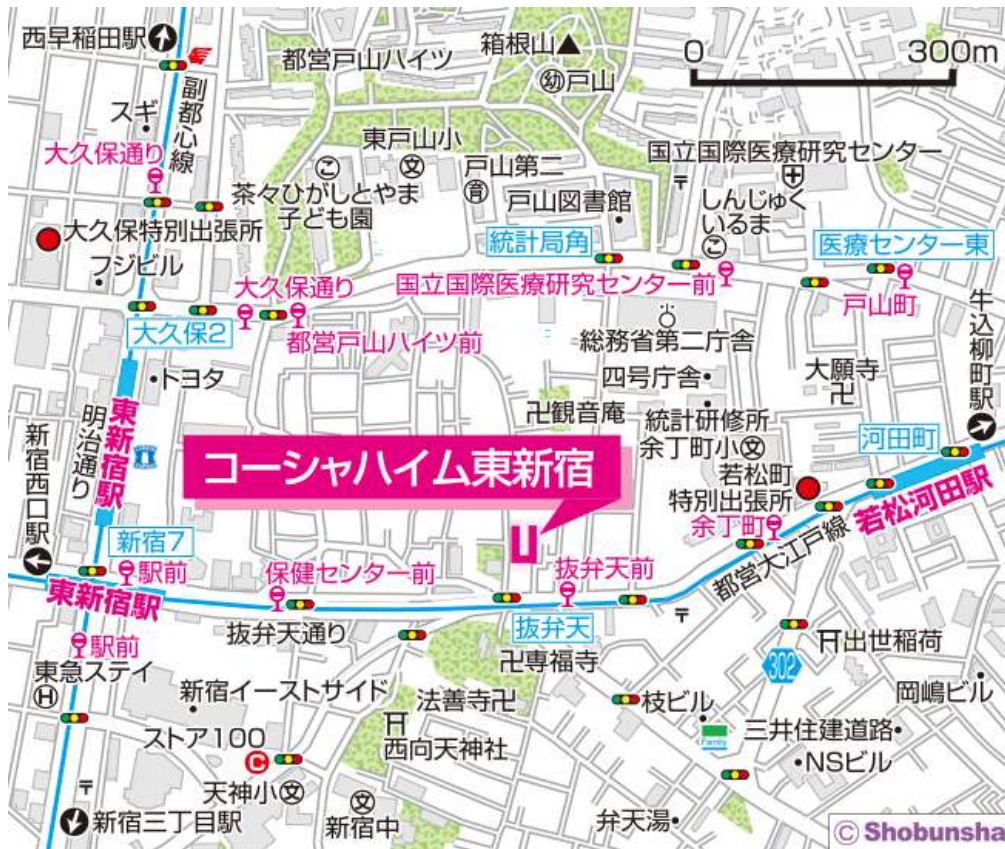 西早稲田駅
都営戸山ハイツ
箱根山
0 300m
幼戸山
スギ
副都心線
大久保通り
東戸山小
文
こ
茶々ひがしとやま
子ども園
戸山第二
音
戸山図書館
国立国際医療研究センター
しんじゅく
いるま
こ
大久保特別出張所
フジビル
統計局角
医療センター東
大久保通り
国立国際医療研究センター前
戸山町
大久保2
都営戸山ハイツ前
総務省第二庁舎
牛込柳町駅
トヨタ
四号庁舎
大願寺
卍
東新宿駅
明治通り
卍観音庵
統計研修所
余丁町小文
河田町
新宿西口駅
コーシャハイム東新宿
若松町
特別出張所
若松河田駅
余丁町
都営大江戸線
新宿7
駅前
保健センター前
抜弁天前
東新宿駅
抜弁天通り
抜弁天
駅前
卍専福寺
出世稲荷
302
東急ステイ
H
新宿イーストサイド
法善寺卍
枝ビル
岡嶋ビル
西向天神社
Family
三井住建道路
ストア100
C
NSビル
天神小文
文
新宿中
新宿三丁目駅
弁天湯
© Shobunsha